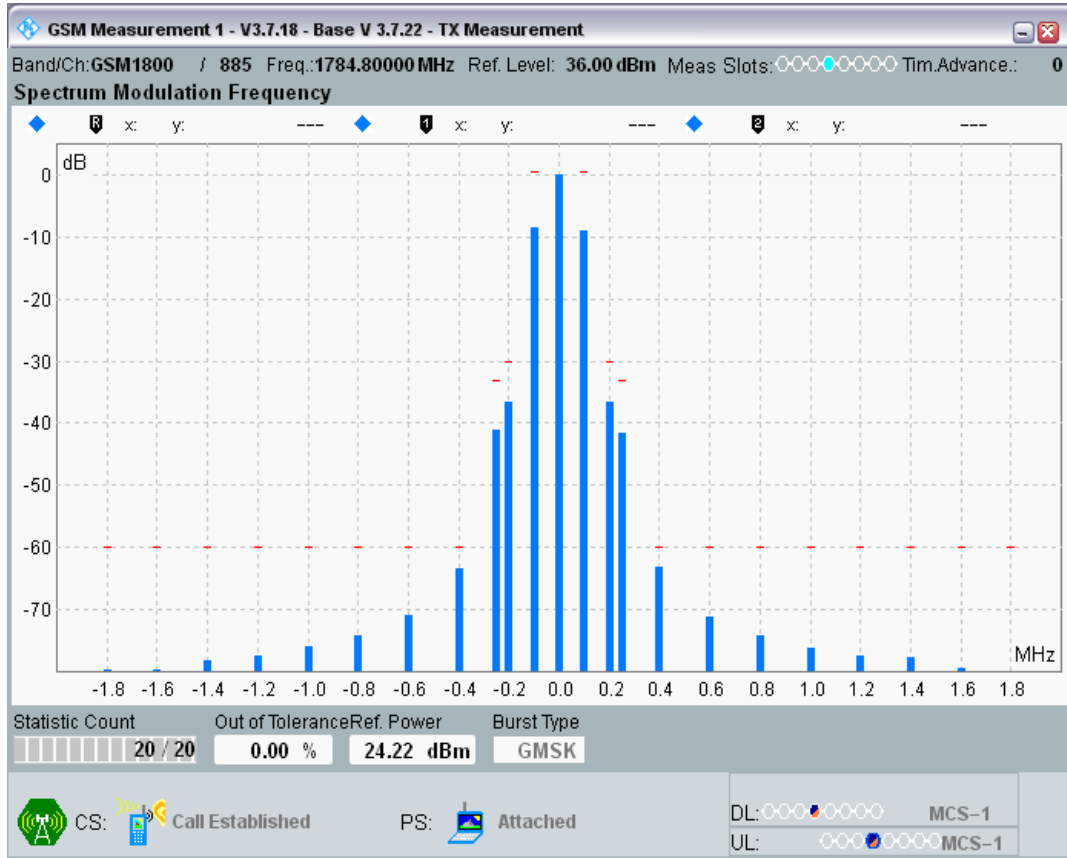 GSM Measurement 1 - V3.7.18 - Base V 3.7.22 - TX Measurement
Band/Ch:GSM1800 / 885 Freq.:1784.80000 MHz Ref. Level: 36.00 dBm Meas Slots: Tim.Advance.: 0
Spectrum Modulation Frequency
R x: y: --- 1 x: y: --- 2 x: y: ---
dB
0
-10
-20
-30
-40
-50
-60
-70
MHz
-1.8 -1.6 -1.4 -1.2 -1.0 -0.8 -0.6 -0.4 -0.2 0.0 0.2 0.4 0.6 0.8 1.0 1.2 1.4 1.6 1.8
Statistic Count Out of Tolerance Ref. Power Burst Type
20 / 20 0.00 % 24.22 dBm GMSK
CS: Call Established PS: Attached
DL: MCS-1
UL: MCS-1